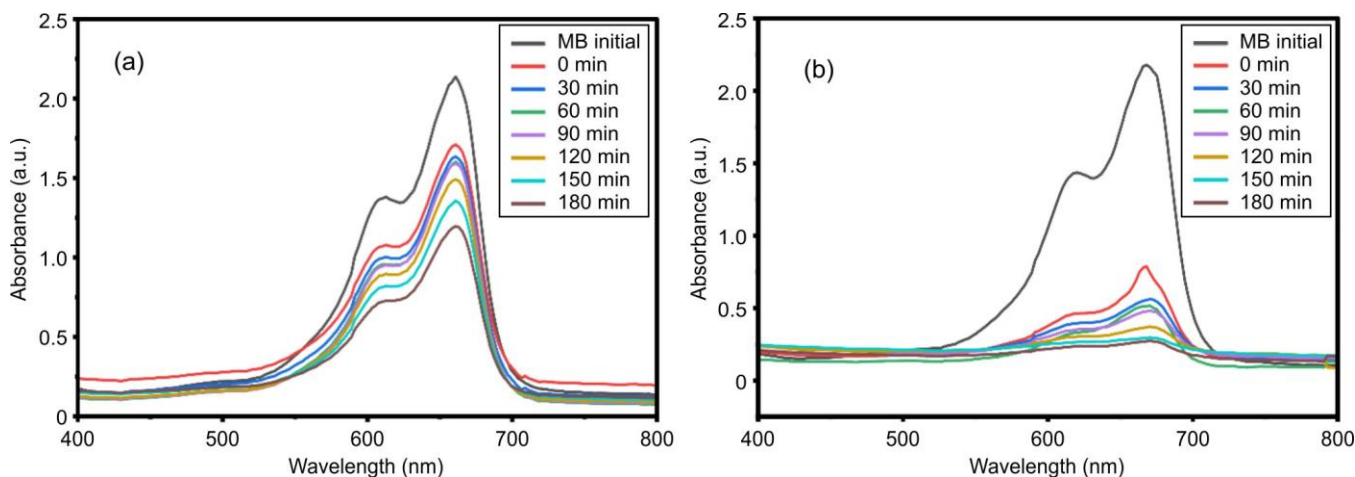 (a)
2.5
2.0
1.5
1.0
0.5
0
Absorbance (a.u.)
400
500
600
700
800
Wavelength (nm)
MB initial
0 min
30 min
60 min
90 min
120 min
150 min
180 min
(b)
2.5
2.0
1.5
1.0
0.5
0
Absorbance (a.u.)
400
500
600
700
800
Wavelength (nm)
MB initial
0 min
30 min
60 min
90 min
120 min
150 min
180 min